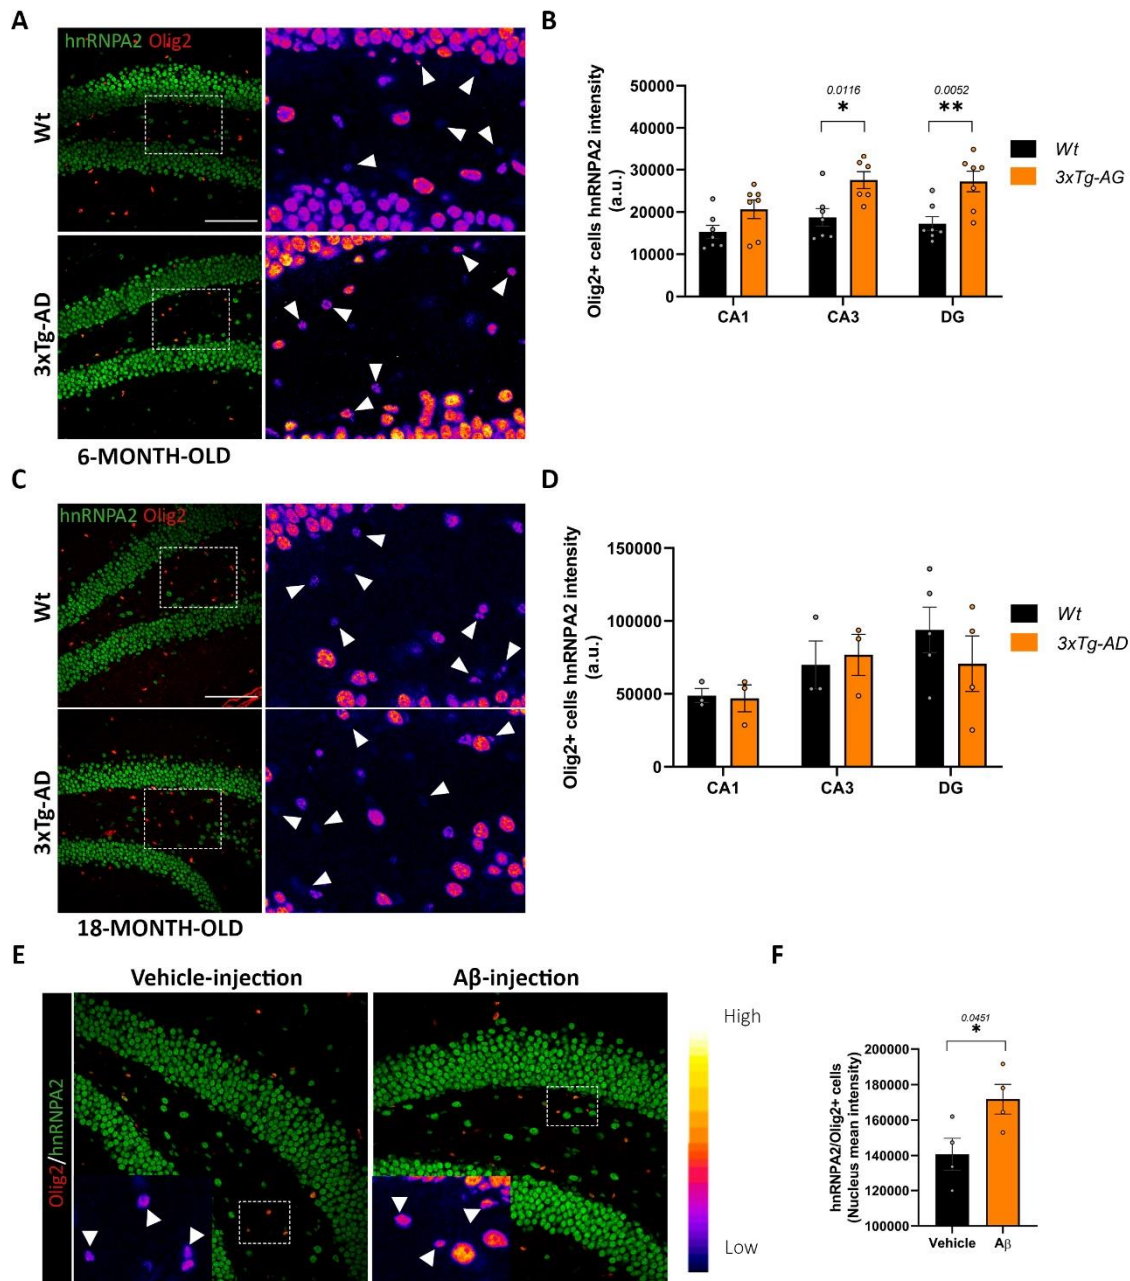 A
hnRNPA2 Olig2
Wt
3xTg-AD
6-MONTH-OLD
B
Olig2+ cells hnRNPA2 intensity
(a.u.)
50000
40000
30000
20000
10000
0
0.0116
*
0.0052
**
CA1 CA3 DG
Wt
3xTg-AG
C
hnRNPA2 Olig2
Wt
3xTg-AD
18-MONTH-OLD
D
Olig2+ cells hnRNPA2 intensity
(a.u.)
150000
100000
50000
0
CA1 CA3 DG
Wt
3xTg-AD
E
Vehicle-injection Aβ-injection
Olig2/hnRNPA2
High
Low
F
hnRNPA2/Olig2+ cells
(Nucleus mean intensity)
200000
180000
160000
140000
120000
100000
0.0451
*
Vehicle Aβ